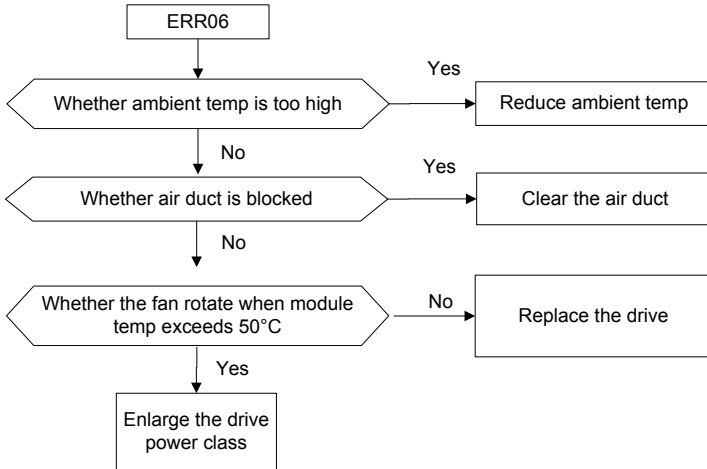 ERR06
Yes
Whether ambient temp is too high
Reduce ambient temp
No
Yes
Whether air duct is blocked
Clear the air duct
No
Whether the fan rotate when module
temp exceeds 50°C
No
Replace the drive
Yes
Enlarge the drive
power class